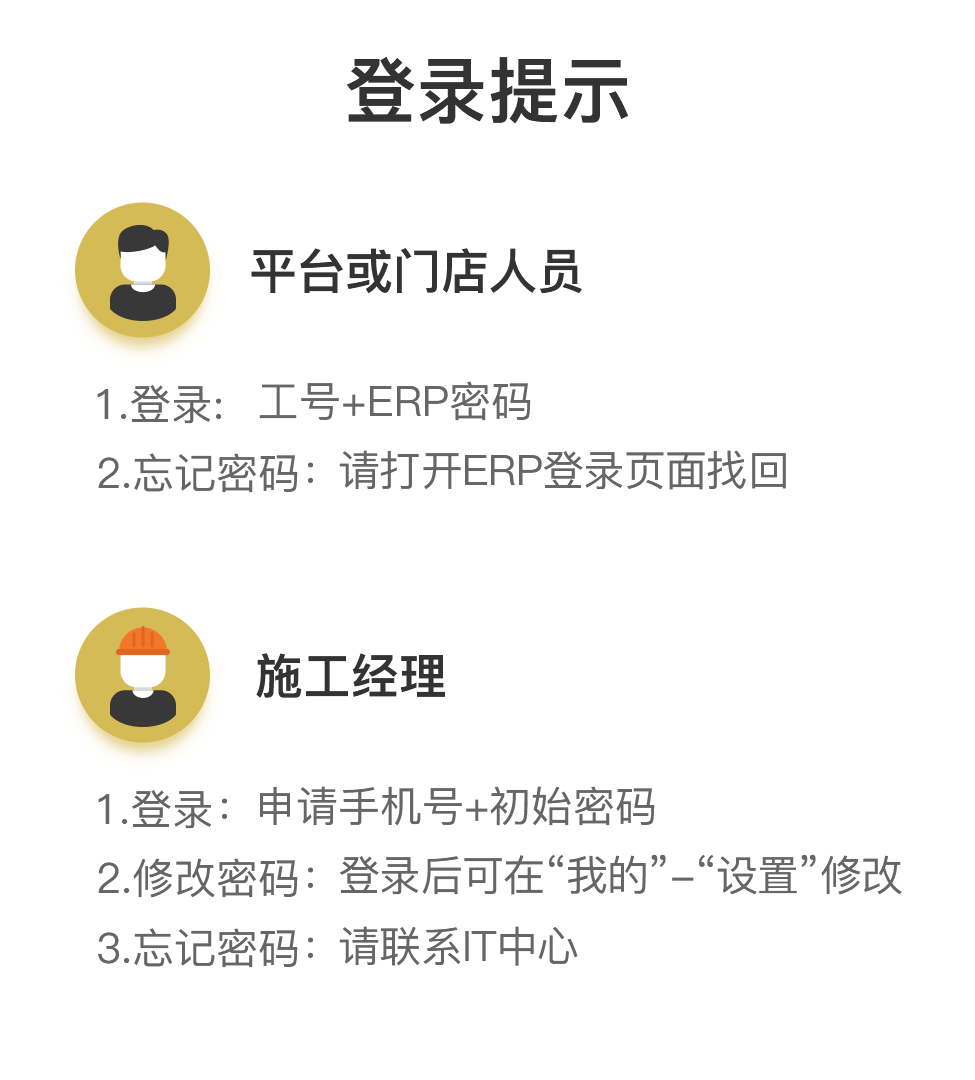 登录提示
平台或门店人员
1.登录: 工号+ERP密码
2.忘记密码：请打开ERP登录页面找回
施工经理
1.登录：申请手机号+初始密码
2.修改密码：登录后可在“我的”–“设置”修改
3.忘记密码：请联系IT中心